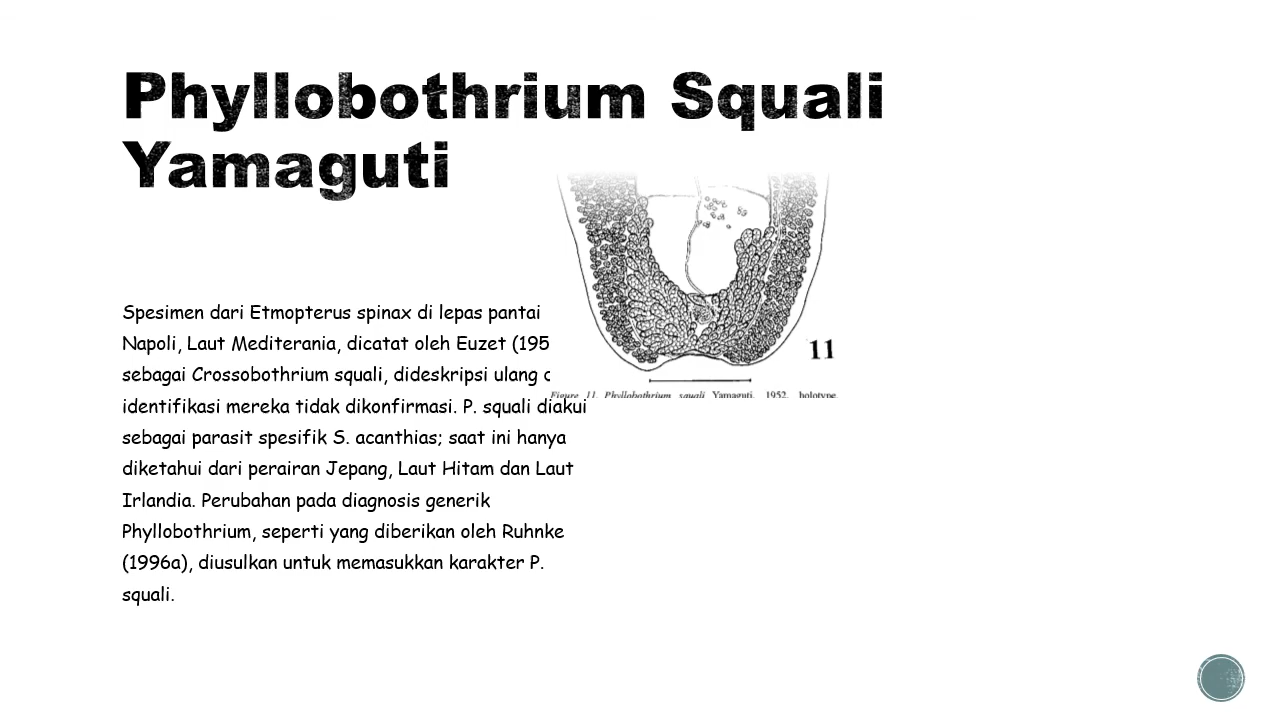 Phyllobothrium Squali
Yamaguti
Spesimen dari Etmopterus spinax di lepas pantai
Napoli, Laut Mediterania, dicatat oleh Euzet (195
sebagai Crossobothrium squali, dideskripsi ulang
identifikasi mereka tidak dikonfirmasi. P. squali diakui
sebagai parasit spesifik S. acanthias; saat ini hanya
diketahui dari perairan Jepang, Laut Hitam dan Laut
Irlandia. Perubahan pada diagnosis generik
Phyllobothrium, seperti yang diberikan oleh Ruhnke
(1996a), diusulkan untuk memasukkan karakter P.
squali.
11
Figure 11. Phyllobothrium squali Yamaguti, 1952, holotype.